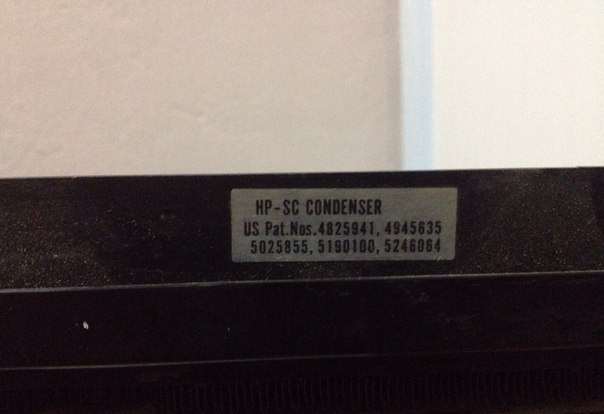 HP-SC CONDENSER
US Pat.Nos.4825941, 4945635
5025855, 5190100, 5246064